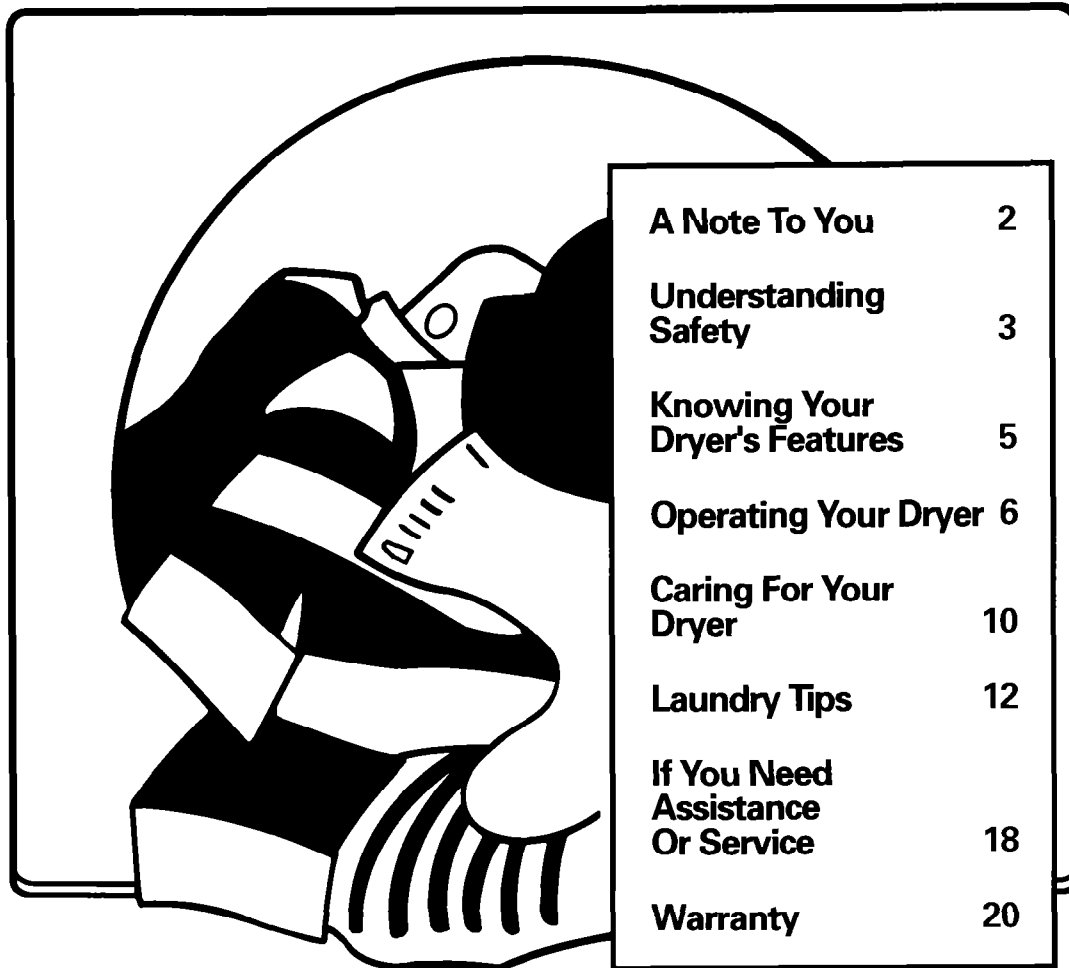 A Note To You 2
Understanding
Safety 3
Knowing Your
Dryer's Features 5
Operating Your Dryer 6
Caring For Your
Dryer 10
Laundry Tips 12
If You Need
Assistance
Or Service 18
Warranty 20